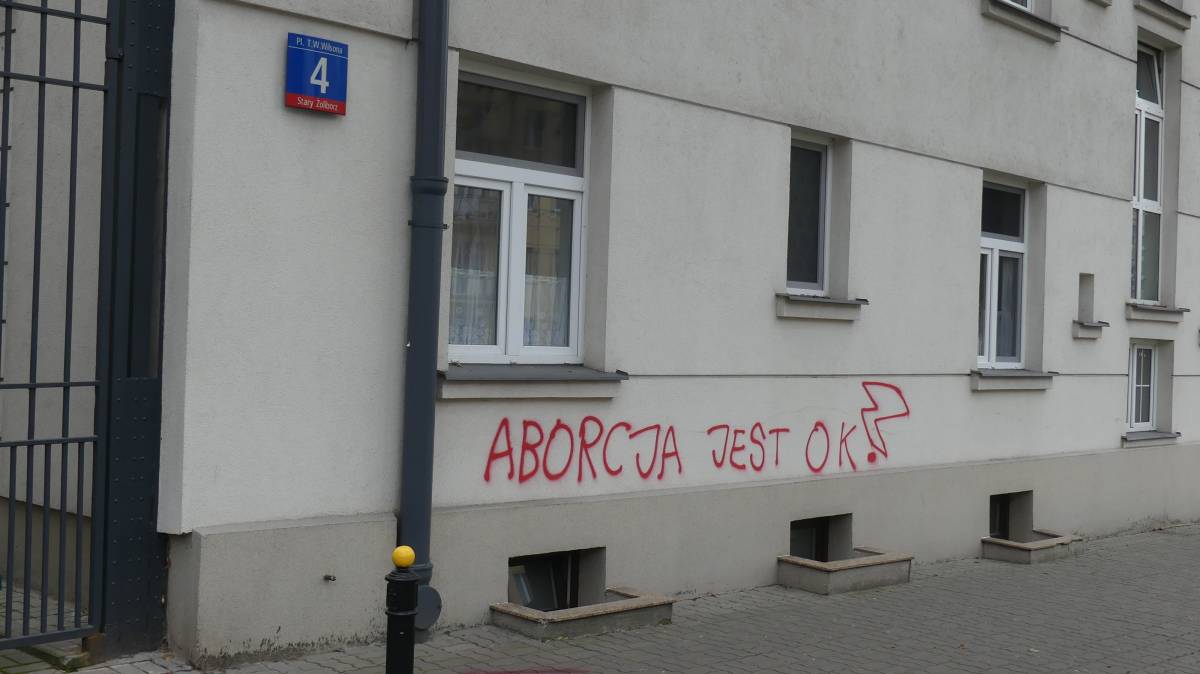 Pl. T.W.Wilsona
4
Stary Żoliborz
ABORCJA JEST OK